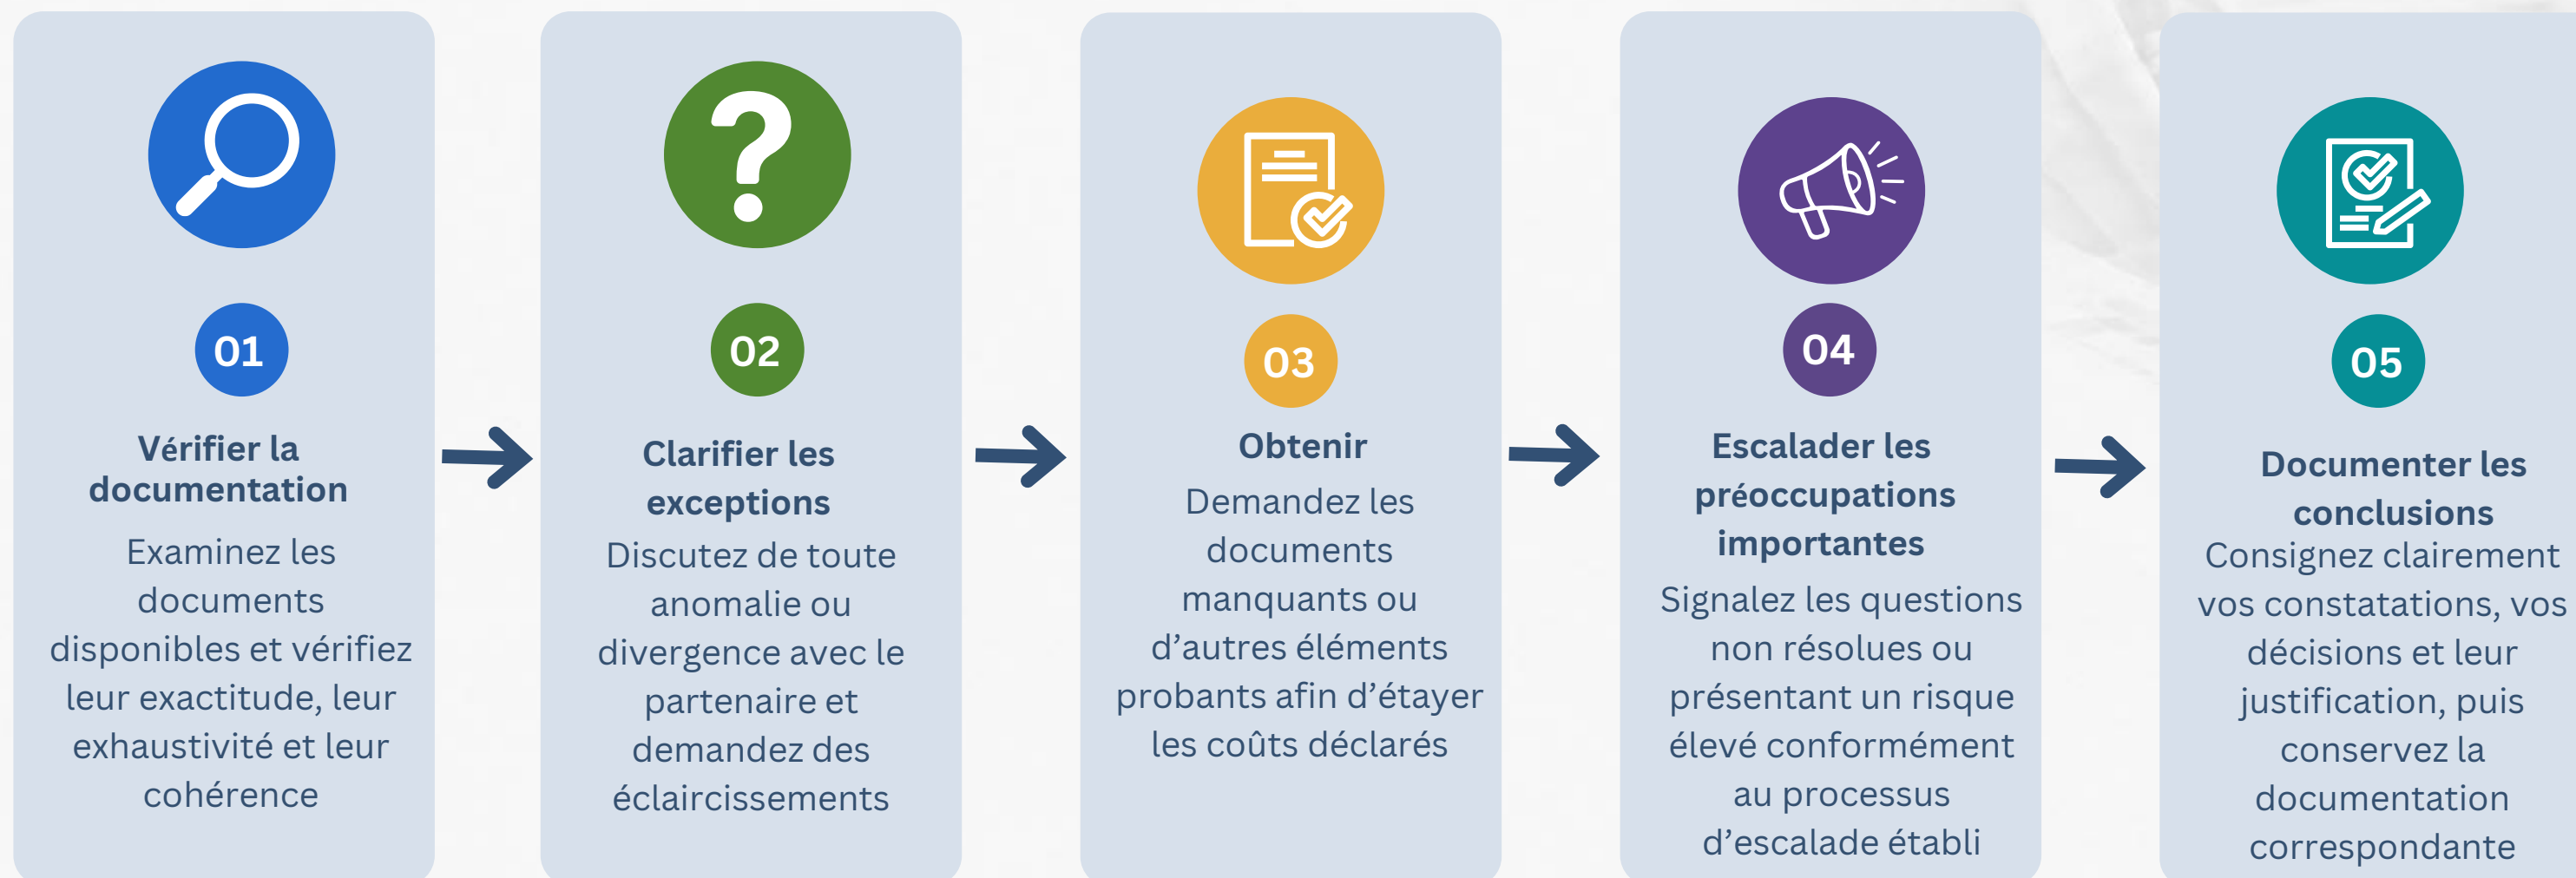 01
Vérifier la
documentation
Examinez les
documents
disponibles et vérifiez
leur exactitude, leur
exhaustivité et leur
cohérence
02
Clarifier les
exceptions
Discutez de toute
anomalie ou
divergence avec le
partenaire et
demandez des
éclaircissements
03
Obtenir
Demandez les
documents
manquants ou
d’autres éléments
probants afin d’étayer
les coûts déclarés
04
Escalader les
préoccupations
importantes
Signalez les questions
non résolues ou
présentant un risque
élevé conformément
au processus
d’escalade établi
05
Documenter les
conclusions
Consignez clairement
vos constatations, vos
décisions et leur
justification, puis
conservez la
documentation
correspondante